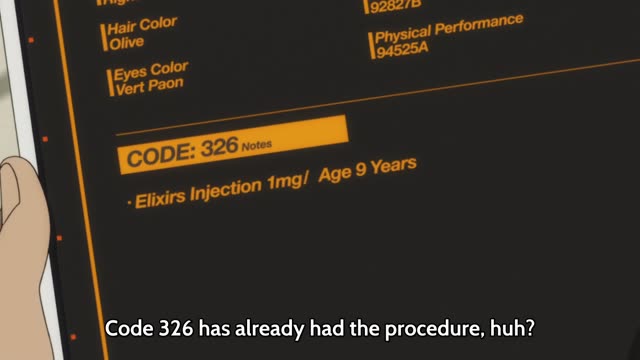 92827B
Hair Color
Olive
Physical Performance
94525A
Eyes Color
Vert Paon
CODE: 326 Notes
· Elixirs Injection 1mg/ Age 9 Years
Code 326 has already had the procedure, huh?